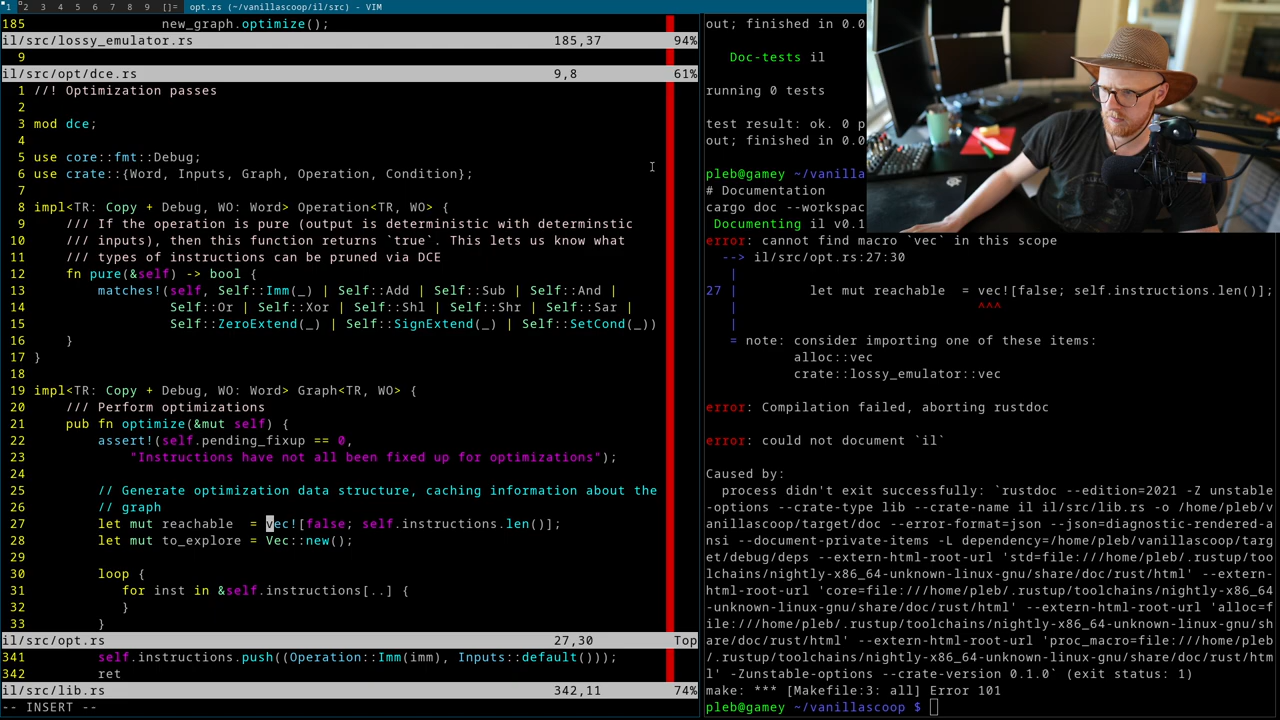 1 2 3 4 5 6 7 8 9 []= opt.rs (~/vanillascoop/il/src) - VIM
185 new_graph.optimize();
il/src/lossy_emulator.rs 185,37 94%
9
il/src/opt/dce.rs 9,8 61%
1 //! Optimization passes
2
3 mod dce;
4
5 use core::fmt::Debug;
6 use crate::{Word, Inputs, Graph, Operation, Condition};
7
8 impl<TR: Copy + Debug, WO: Word> Operation<TR, WO> {
9 /// If the operation is pure (output is deterministic with determinstic
10 /// inputs), then this function returns `true`. This lets us know what
11 /// types of instructions can be pruned via DCE
12 fn pure(&self) -> bool {
13 matches!(self, Self::Imm(_) | Self::Add | Self::Sub | Self::And |
14 Self::Or | Self::Xor | Self::Shl | Self::Shr | Self::Sar |
15 Self::ZeroExtend(_) | Self::SignExtend(_) | Self::SetCond(_))
16 }
17 }
18
19 impl<TR: Copy + Debug, WO: Word> Graph<TR, WO> {
20 /// Perform optimizations
21 pub fn optimize(&mut self) {
22 assert!(self.pending_fixup == 0,
23 "Instructions have not all been fixed up for optimizations");
24
25 // Generate optimization data structure, caching information about the
26 // graph
27 let mut reachable  = vec![false; self.instructions.len()];
28 let mut to_explore = Vec::new();
29
30 loop {
31 for inst in &self.instructions[..] {
32 }
33 }
il/src/opt.rs 27,30 Top
341 self.instructions.push((Operation::Imm(imm), Inputs::default()));
342 ret
il/src/lib.rs 342,11 74%
-- INSERT --
out; finished in 0.0
Doc-tests il
running 0 tests
test result: ok. 0 p
out; finished in 0.0
pleb@gamey ~/vanilla
# Documentation
cargo doc --workspac
Documenting il v0.1
error: cannot find macro `vec` in this scope
--> il/src/opt.rs:27:30
|
27 | let mut reachable  = vec![false; self.instructions.len()];
| ^^^
|
= note: consider importing one of these items:
alloc::vec
crate::lossy_emulator::vec
error: Compilation failed, aborting rustdoc
error: could not document `il`
Caused by:
process didn't exit successfully: `rustdoc --edition=2021 -Z unstable
-options --crate-type lib --crate-name il il/src/lib.rs -o /home/pleb/v
anillascoop/target/doc --error-format=json --json=diagnostic-rendered-a
nsi --document-private-items -L dependency=/home/pleb/vanillascoop/targ
et/debug/deps --extern-html-root-url 'std=file:///home/pleb/.rustup/too
lchains/nightly-x86_64-unknown-linux-gnu/share/doc/rust/html' --extern-
html-root-url 'core=file:///home/pleb/.rustup/toolchains/nightly-x86_64
-unknown-linux-gnu/share/doc/rust/html' --extern-html-root-url 'alloc=f
ile:///home/pleb/.rustup/toolchains/nightly-x86_64-unknown-linux-gnu/sh
are/doc/rust/html' --extern-html-root-url 'proc_macro=file:///home/pleb
/.rustup/toolchains/nightly-x86_64-unknown-linux-gnu/share/doc/rust/htm
l' -Zunstable-options --crate-version 0.1.0` (exit status: 1)
make: *** [Makefile:3: all] Error 101
pleb@gamey ~/vanillascoop $